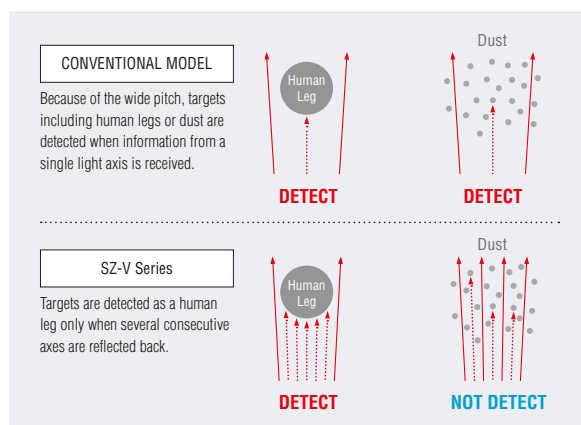 CONVENTIONAL MODEL
Because of the wide pitch, targets
including human legs or dust are
detected when information from a
single light axis is received.
Human
Leg
DETECT
Dust
DETECT
SZ-V Series
Targets are detected as a human
leg only when several consecutive
axes are reflected back.
Human
Leg
DETECT
Dust
NOT DETECT